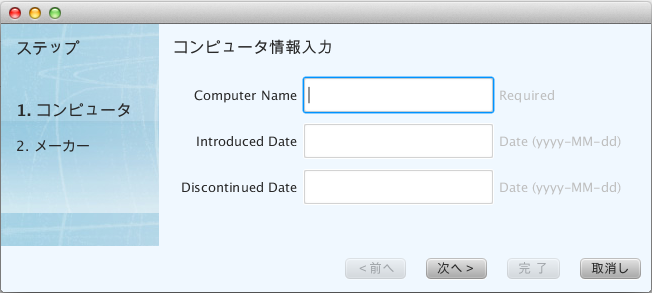 ステップ
1. コンピュータ
2. メーカー
コンピュータ情報入力
Computer Name Required
Introduced Date Date (yyyy-MM-dd)
Discontinued Date Date (yyyy-MM-dd)
< 前へ 次へ > 完 了 取消し